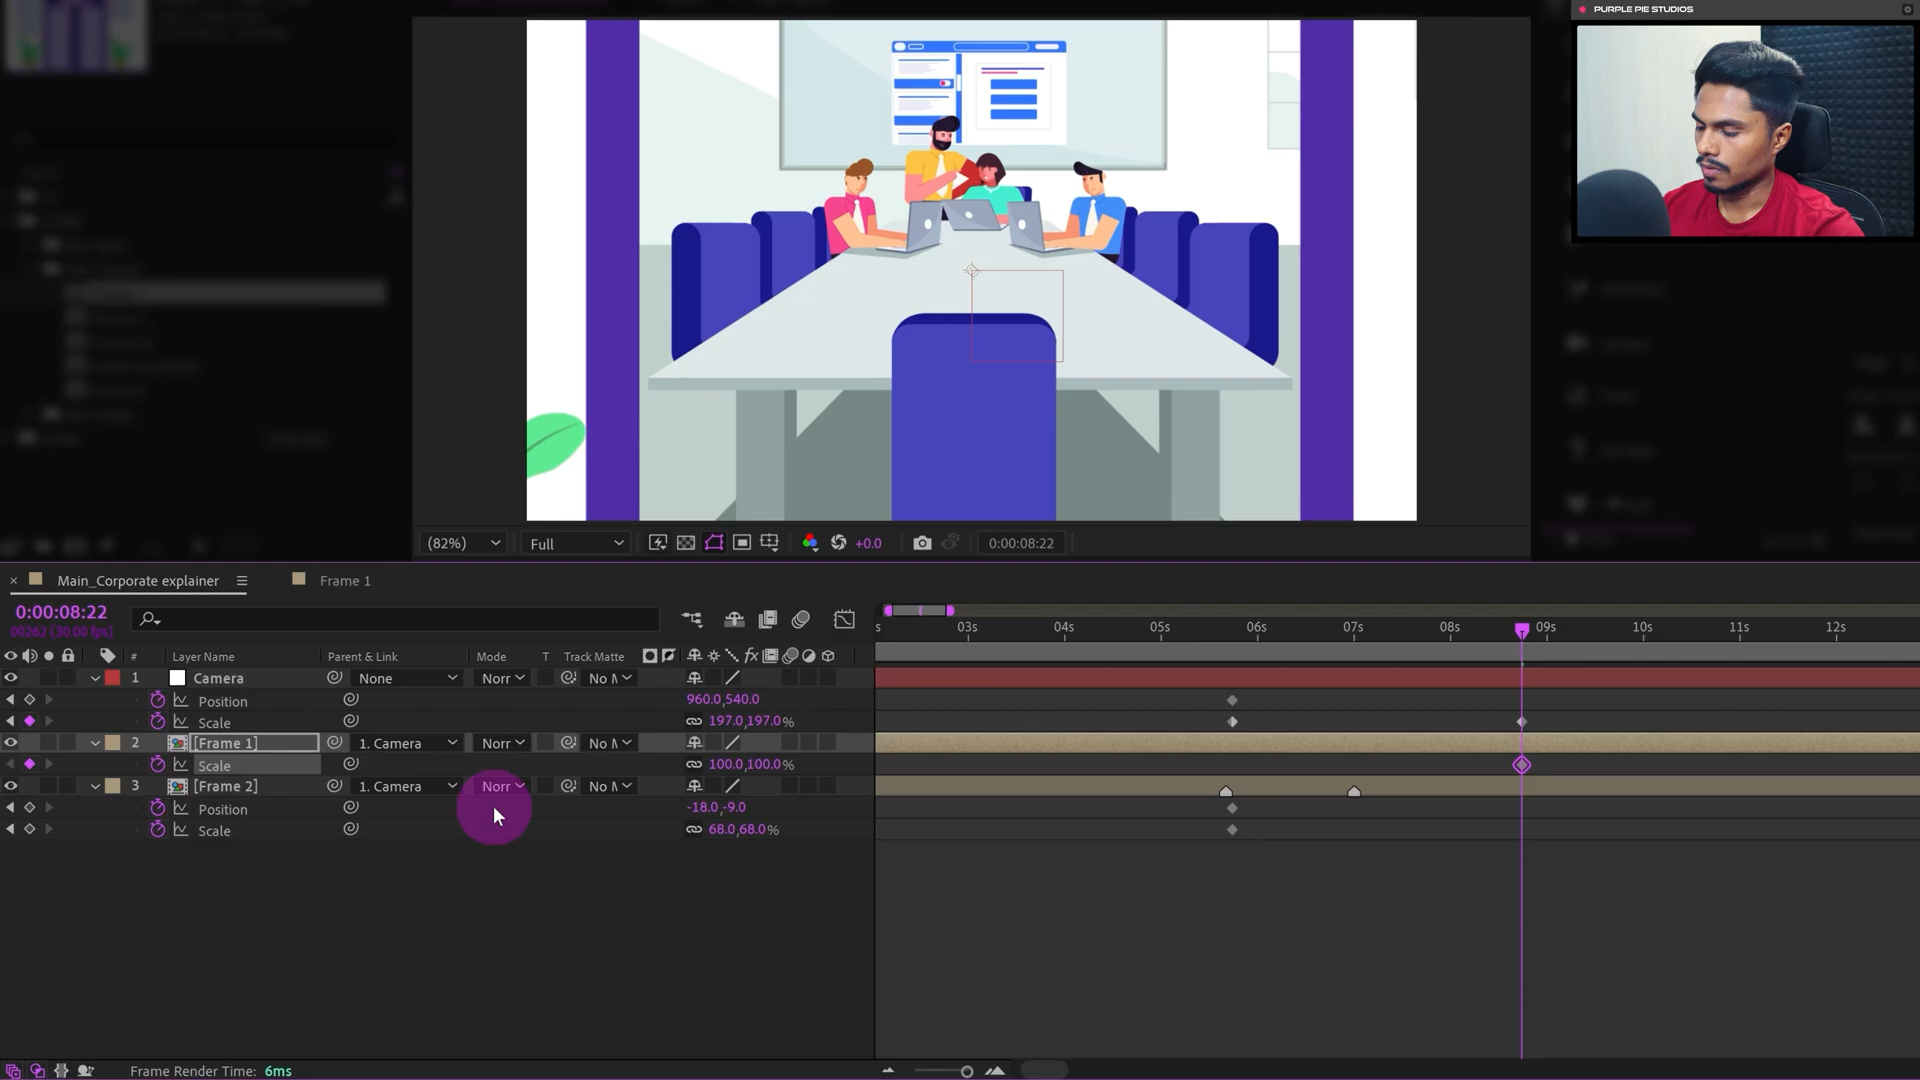 PURPLE PIE STUDIOS
(82%)
Full
+0.0
0:00:08:22
Main_Corporate explainer
Frame 1
0:00:08:22
00262 (30.00 fps)
s
03s
04s
05s
06s
07s
08s
09s
10s
11s
12s
#
Layer Name
Parent & Link
Mode
T
Track Matte
fx
1
Camera
None
Norr
No M
Position
960.0,540.0
Scale
197.0,197.0%
2
[Frame 1]
1. Camera
Norr
No M
Scale
100.0,100.0%
3
[Frame 2]
1. Camera
Norr
No M
Position
-18.0,-9.0
Scale
68.0,68.0%
Frame Render Time: 6ms